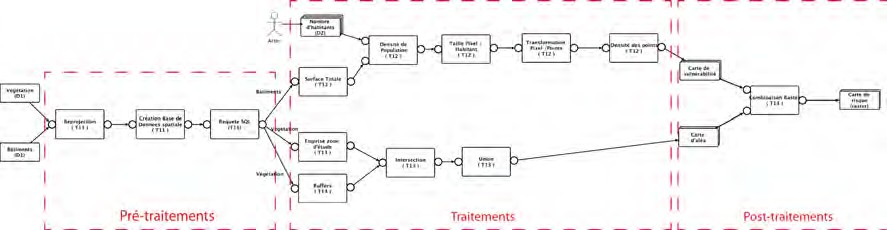 Nombre
d'habitants
(D2)
Densité de
Population
( T12 )
Taille Pixel /
Habitant
( T12 )
Transformation
Pixel /Points
( T12 )
Densité des points
( T12 )
Surface Totale
( T12 )
Bâtiments
Végétation
(D1)
Bâtiments
(D1)
Reprojection
( T11 )
Création Base de
Données spatiale
( T11 )
Requete SQL
(T11)
Végétation
Emprise zone
d'étude
( T13 )
Végétation
Buffers
( T13 )
Intersection
( T13 )
Union
( T13 )
Carte de
vulnérabilité
Carte
d'aléa
Combinaison Raster
( T14 )
Carte de
risque
(raster)
Pré-traitements
Traitements
Post-traitements